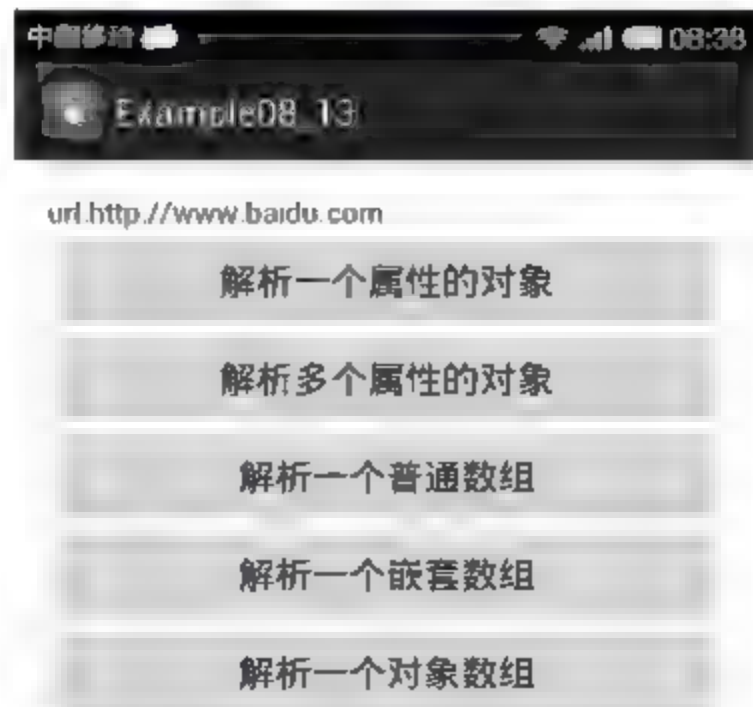 中国移动 08:38
Example08_13
url:http://www.baidu.com
解析一个属性的对象
解析多个属性的对象
解析一个普通数组
解析一个嵌套数组
解析一个对象数组